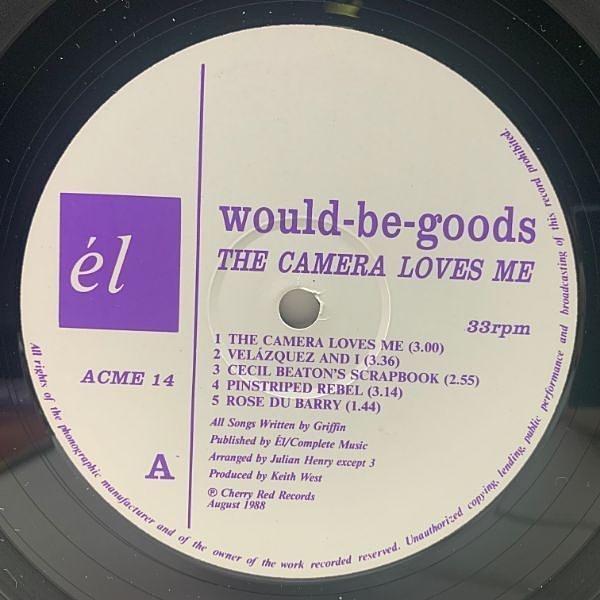 would-be-goods
THE CAMERA LOVES ME
él
33rpm
ACME 14
A
1 THE CAMERA LOVES ME (3.00)
2 VELÁZQUEZ AND I (3.36)
3 CECIL BEATON'S SCRAPBOOK (2.55)
4 PINSTRIPED REBEL (3.14)
5 ROSE DU BARRY (1.44)
All Songs Written by Griffin
Published by Él/Complete Music
Arranged by Julian Henry except 3
Produced by Keith West
℗ Cherry Red Records
August 1988
All rights of the phonographic manufacturer and of the owner of the work recorded reserved. Unauthorized copying, lending, public performance and broadcasting of this record prohibited.